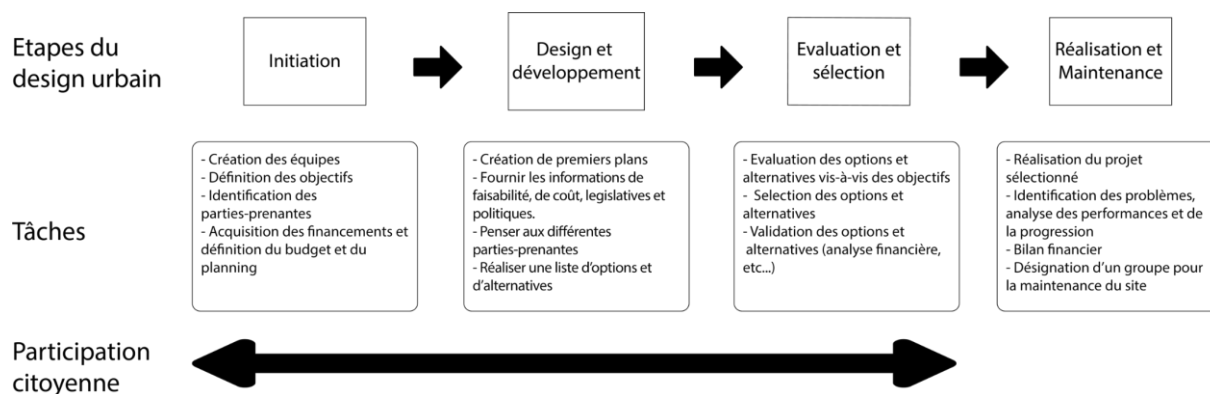 Etapes du
design urbain
Initiation
Design et
développement
Evaluation et
sélection
Réalisation et
Maintenance
Tâches
- Création des équipes
- Définition des objectifs
- Identification des
parties-prenantes
- Acquisition des financements et
définition du budget et du
planning
- Création de premiers plans
- Fournir les informations de
faisabilité, de coût, legislatives et
politiques.
- Penser aux différentes
parties-prenantes
- Réaliser une liste d'options et
d'alternatives
- Evaluation des options et
alternatives vis-à-vis des objectifs
- Selection des options et
alternatives
- Validation des options et
alternatives (analyse financière,
etc...)
- Réalisation du projet
sélectionné
- Identification des problèmes,
analyse des performances et de
la progression
- Bilan financier
- Désignation d'un groupe pour
la maintenance du site
Participation
citoyenne